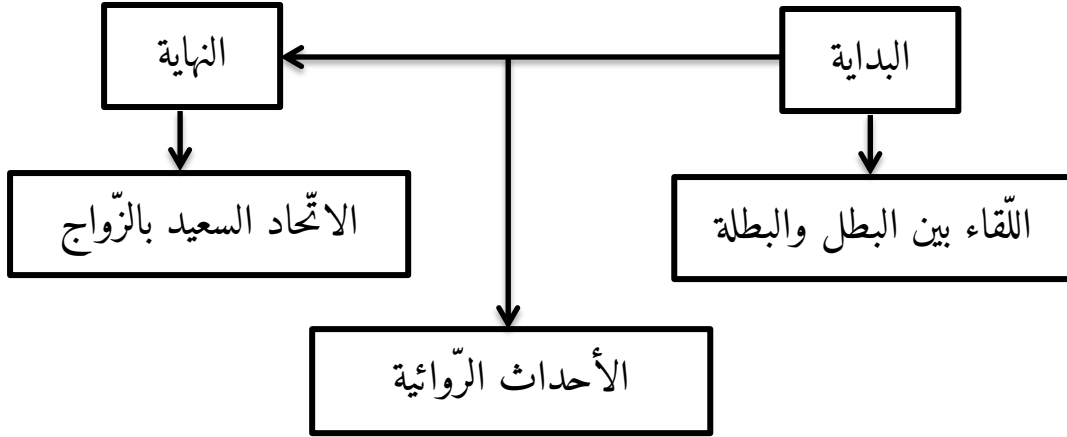 البداية
النهاية
اللّقاء بين البطل والبطلة
الاتّحاد السعيد بالزّواج
الأحداث الرّوائية